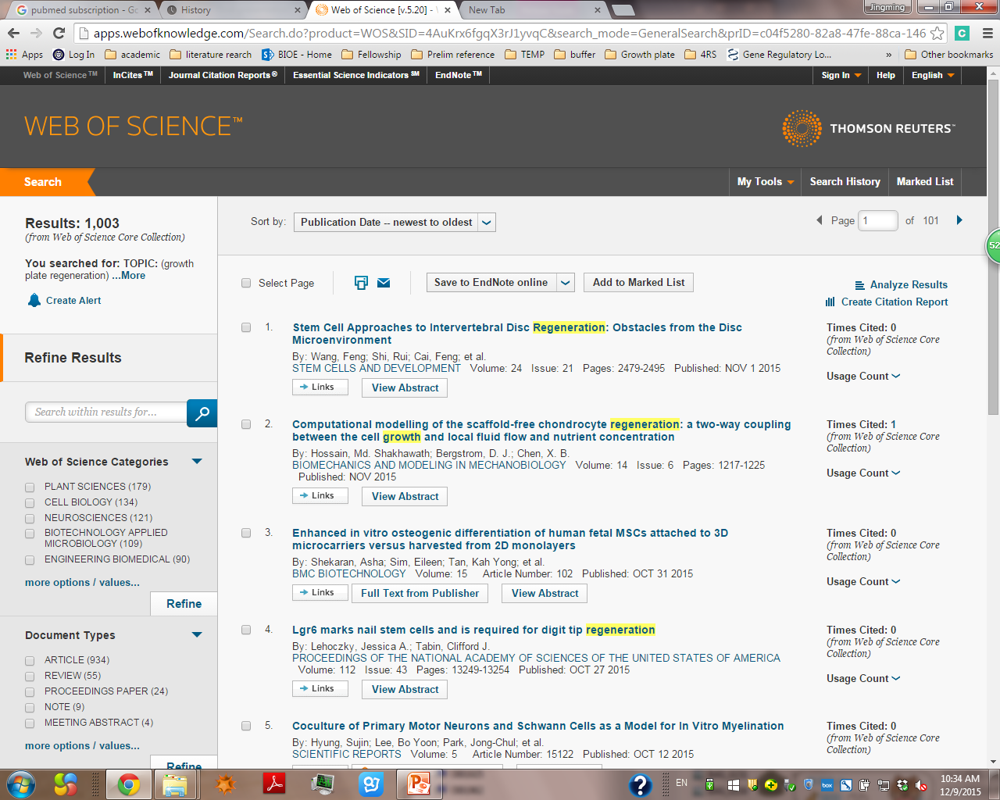 pubmed subscription - Go
History
Web of Science [v.5.20] - 
New Tab
Jingming
apps.webofknowledge.com/Search.do?product=WOS&SID=4AuKrx6fgqX3rJ1yvqC&search_mode=GeneralSearch&prID=c04f5280-82a8-47fe-88ca-146
Apps Log In academic literature rearch BIOE - Home Fellowship Prelim reference TEMP buffer Growth plate 4RS Gene Regulatory Lo... » Other bookmarks
Web of Science™ InCites™ Journal Citation Reports® Essential Science Indicators℠ EndNote™ Sign In Help English
WEB OF SCIENCE™
THOMSON REUTERS™
Search
My Tools Search History Marked List
Results: 1,003
(from Web of Science Core Collection)
You searched for: TOPIC: (growth
plate regeneration) ...More
Create Alert
Refine Results
Search within results for...
Web of Science Categories
PLANT SCIENCES (179)
CELL BIOLOGY (134)
NEUROSCIENCES (121)
BIOTECHNOLOGY APPLIED
MICROBIOLOGY (109)
ENGINEERING BIOMEDICAL (90)
more options / values...
Refine
Document Types
ARTICLE (934)
REVIEW (55)
PROCEEDINGS PAPER (24)
NOTE (9)
MEETING ABSTRACT (4)
more options / values...
Refine
Sort by: Publication Date -- newest to oldest
Page 1 of 101
52
Select Page
Save to EndNote online
Add to Marked List
Analyze Results
Create Citation Report
1. Stem Cell Approaches to Intervertebral Disc Regeneration: Obstacles from the Disc
Microenvironment
By: Wang, Feng; Shi, Rui; Cai, Feng; et al.
STEM CELLS AND DEVELOPMENT Volume: 24 Issue: 21 Pages: 2479-2495 Published: NOV 1 2015
Links View Abstract
Times Cited: 0
(from Web of Science Core
Collection)
Usage Count
2. Computational modelling of the scaffold-free chondrocyte regeneration: a two-way coupling
between the cell growth and local fluid flow and nutrient concentration
By: Hossain, Md. Shakhawath; Bergstrom, D. J.; Chen, X. B.
BIOMECHANICS AND MODELING IN MECHANOBIOLOGY Volume: 14 Issue: 6 Pages: 1217-1225
Published: NOV 2015
Links View Abstract
Times Cited: 1
(from Web of Science Core
Collection)
Usage Count
3. Enhanced in vitro osteogenic differentiation of human fetal MSCs attached to 3D
microcarriers versus harvested from 2D monolayers
By: Shekaran, Asha; Sim, Eileen; Tan, Kah Yong; et al.
BMC BIOTECHNOLOGY Volume: 15 Article Number: 102 Published: OCT 31 2015
Links Full Text from Publisher View Abstract
Times Cited: 0
(from Web of Science Core
Collection)
Usage Count
4. Lgr6 marks nail stem cells and is required for digit tip regeneration
By: Lehoczky, Jessica A.; Tabin, Clifford J.
PROCEEDINGS OF THE NATIONAL ACADEMY OF SCIENCES OF THE UNITED STATES OF AMERICA
Volume: 112 Issue: 43 Pages: 13249-13254 Published: OCT 27 2015
Links View Abstract
Times Cited: 0
(from Web of Science Core
Collection)
Usage Count
5. Coculture of Primary Motor Neurons and Schwann Cells as a Model for In Vitro Myelination
By: Hyung, Sujin; Lee, Bo Yoon; Park, Jong-Chul; et al.
SCIENTIFIC REPORTS Volume: 5 Article Number: 15122 Published: OCT 12 2015
Times Cited: 0
(from Web of Science Core
Collection)
EN
10:34 AM
12/9/2015